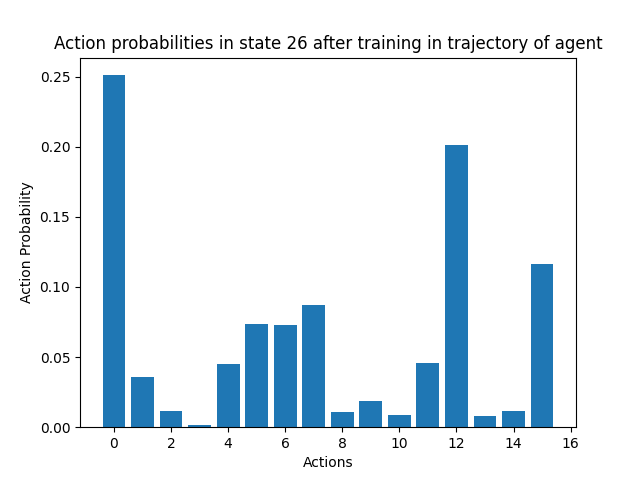 Action probabilities in state 26 after training in trajectory of agent
0.25
0.20
0.15
0.10
0.05
0.00
Action Probability
0 2 4 6 8 10 12 14 16
Actions